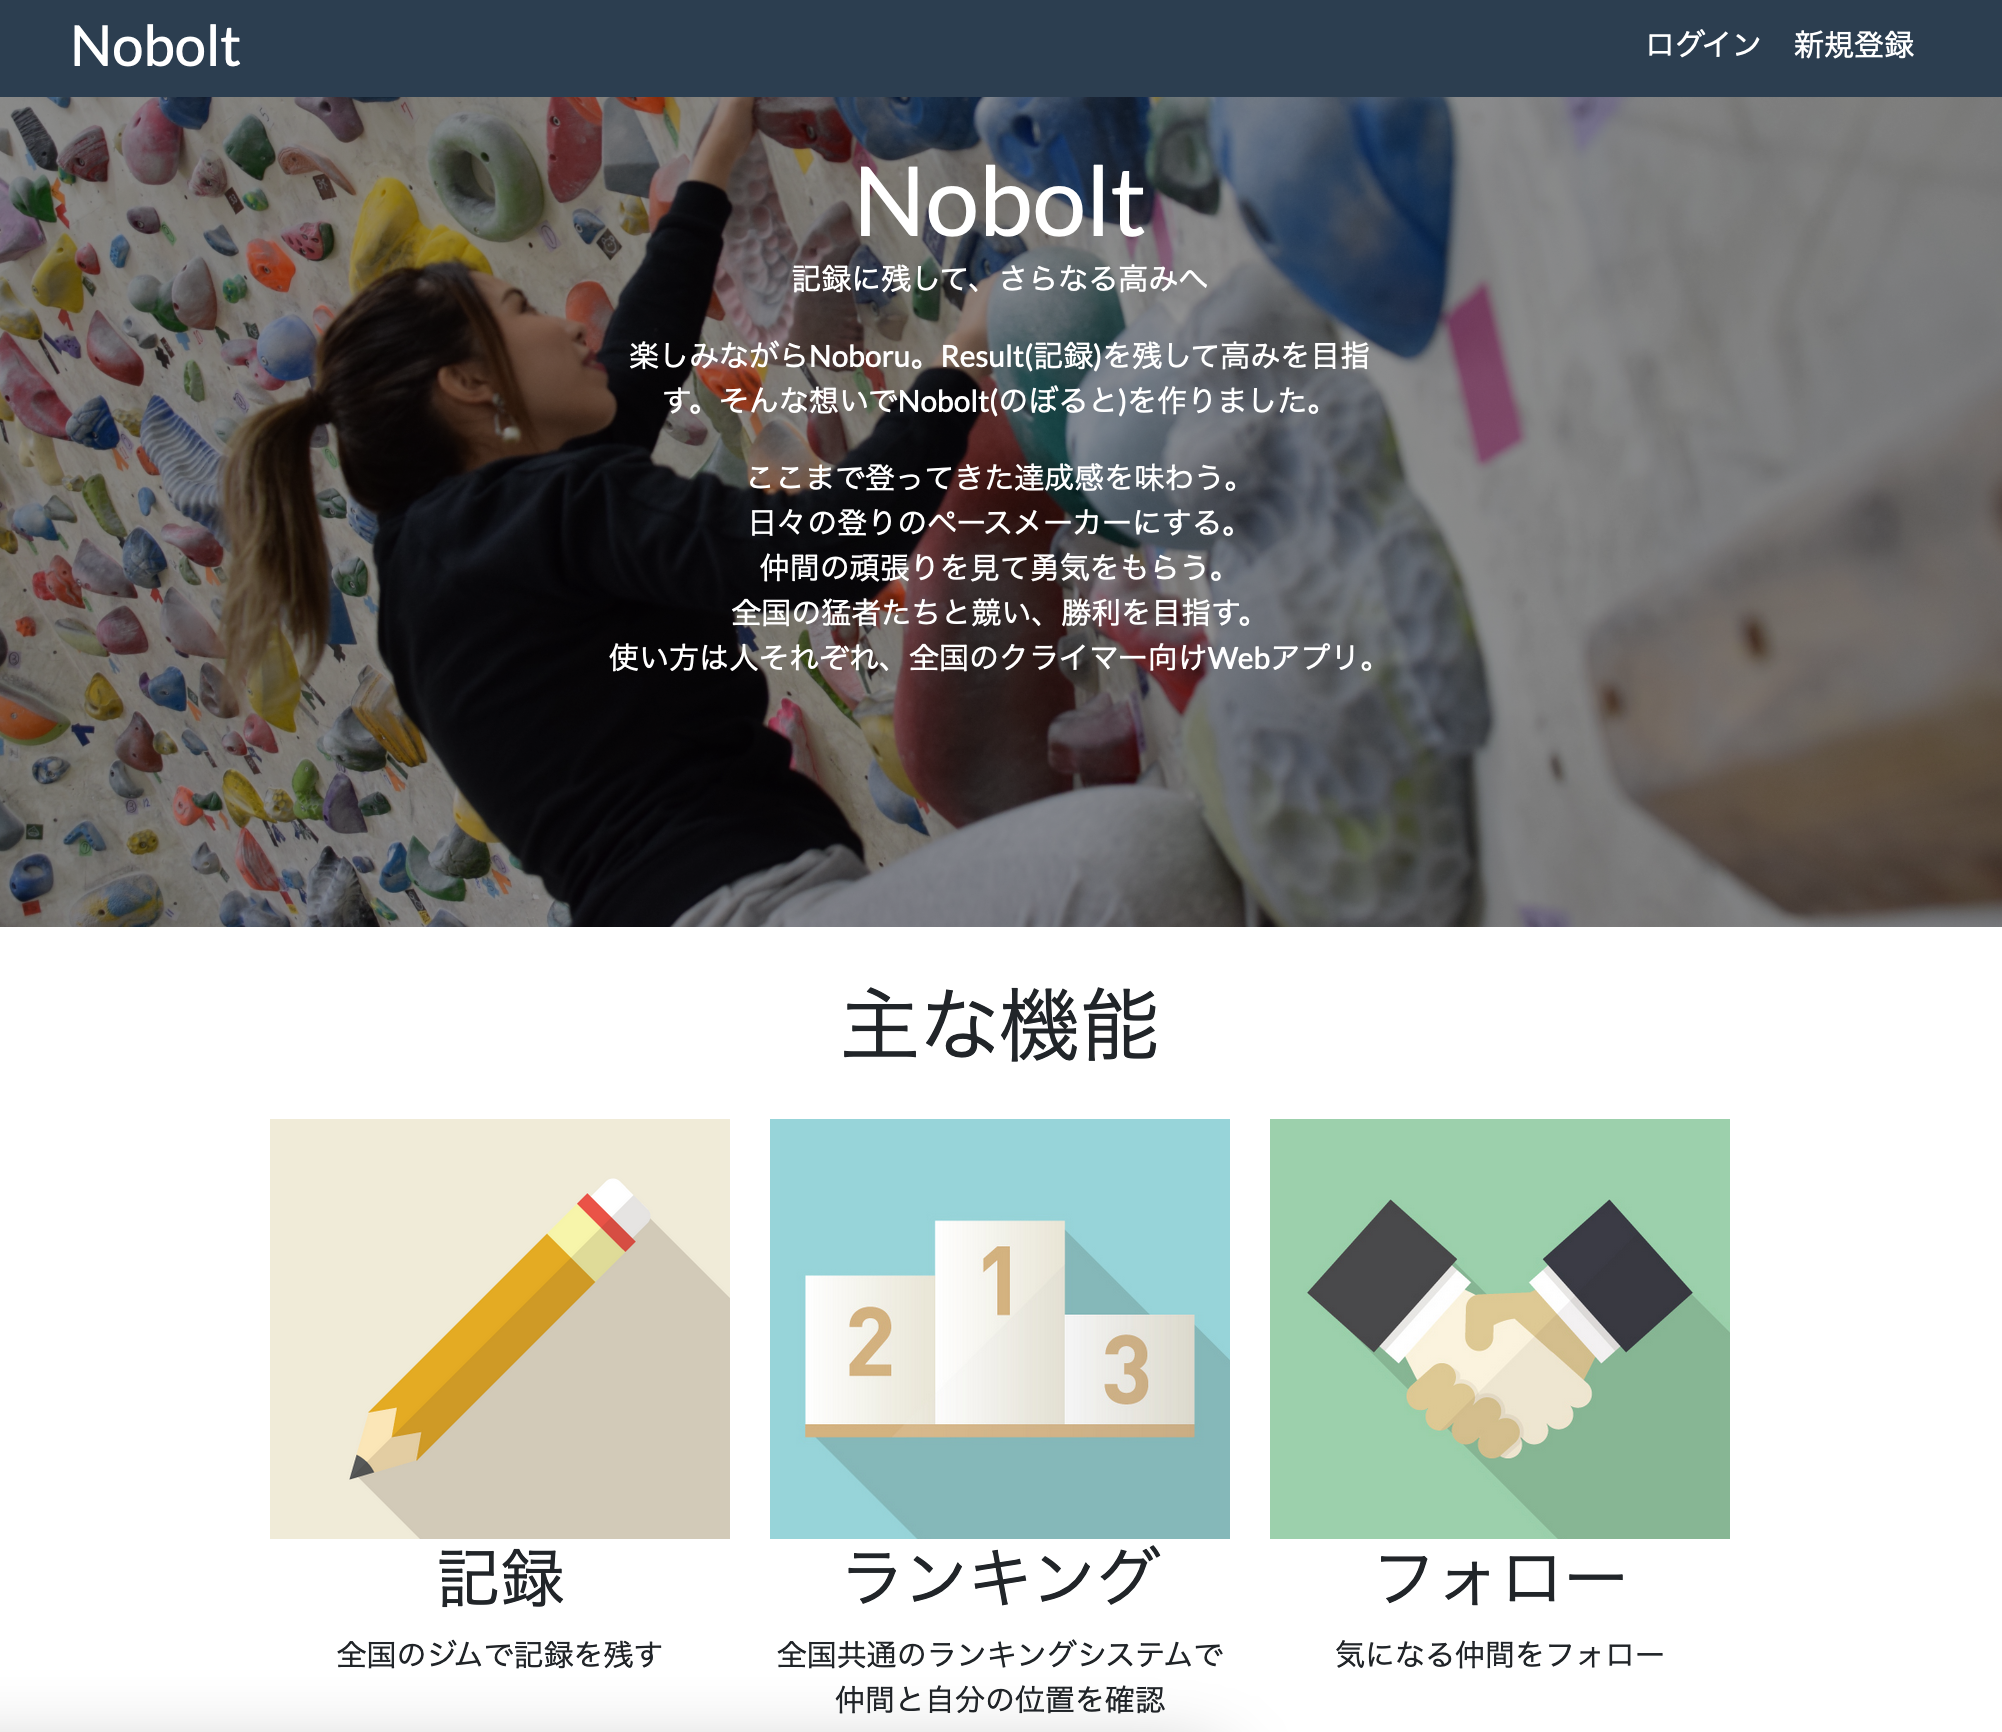 Nobolt
ログイン 新規登録
Nobolt
記録に残して、さらなる高みへ
楽しみながらNoboru。Result(記録)を残して高みを目指
す。そんな想いでNobolt(のぼると)を作りました。
ここまで登ってきた達成感を味わう。
日々の登りのペースメーカーにする。
仲間の頑張りを見て勇気をもらう。
全国の猛者たちと競い、勝利を目指す。
使い方は人それぞれ、全国のクライマー向けWebアプリ。
主な機能
2
1
3
記録
ランキング
フォロー
全国のジムで記録を残す
全国共通のランキングシステムで
仲間と自分の位置を確認
気になる仲間をフォロー